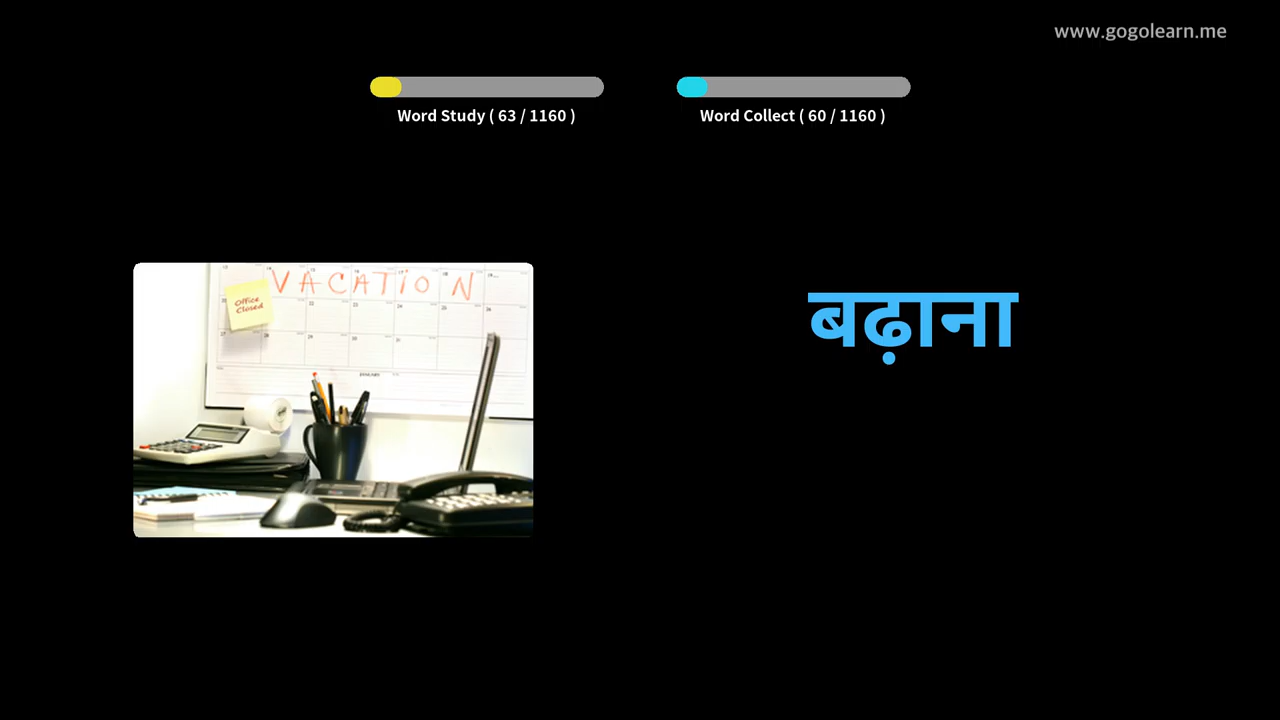 www.gogolearn.me
Word Study ( 63 / 1160 )
Word Collect ( 60 / 1160 )
VACATION
Office
Closed
बढ़ाना